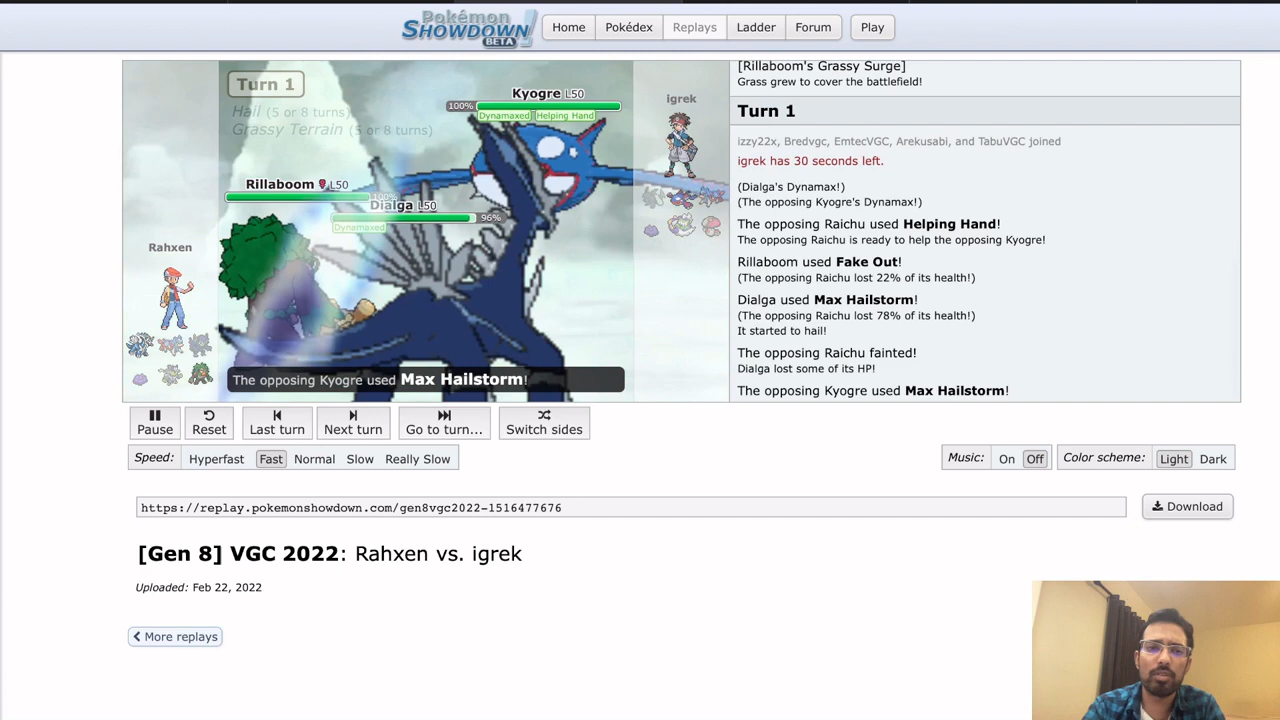 Pokémon
SHOWDOWN!
BETA
Home
Pokédex
Replays
Ladder
Forum
Play
Turn 1
Hail (5 or 8 turns)
Grassy Terrain (5 or 8 turns)
Kyogre L50
100%
Dynamaxed
Helping Hand
Rillaboom L50
100%
Dialga L50
96%
Dynamaxed
Rahxen
igrek
The opposing Kyogre used Max Hailstorm!
[Rillaboom's Grassy Surge]
Grass grew to cover the battlefield!
Turn 1
izzy22x, Bredvgc, EmtecVGC, Arekusabi, and TabuVGC joined
igrek has 30 seconds left.
(Dialga's Dynamax!)
(The opposing Kyogre's Dynamax!)
The opposing Raichu used Helping Hand!
The opposing Raichu is ready to help the opposing Kyogre!
Rillaboom used Fake Out!
(The opposing Raichu lost 22% of its health!)
Dialga used Max Hailstorm!
(The opposing Raichu lost 78% of its health!)
It started to hail!
The opposing Raichu fainted!
Dialga lost some of its HP!
The opposing Kyogre used Max Hailstorm!
Pause
Reset
Last turn
Next turn
Go to turn...
Switch sides
Speed:
Hyperfast
Fast
Normal
Slow
Really Slow
Music:
On
Off
Color scheme:
Light
Dark
https://replay.pokemonshowdown.com/gen8vgc2022-1516477676
Download
[Gen 8] VGC 2022: Rahxen vs. igrek
Uploaded: Feb 22, 2022
More replays